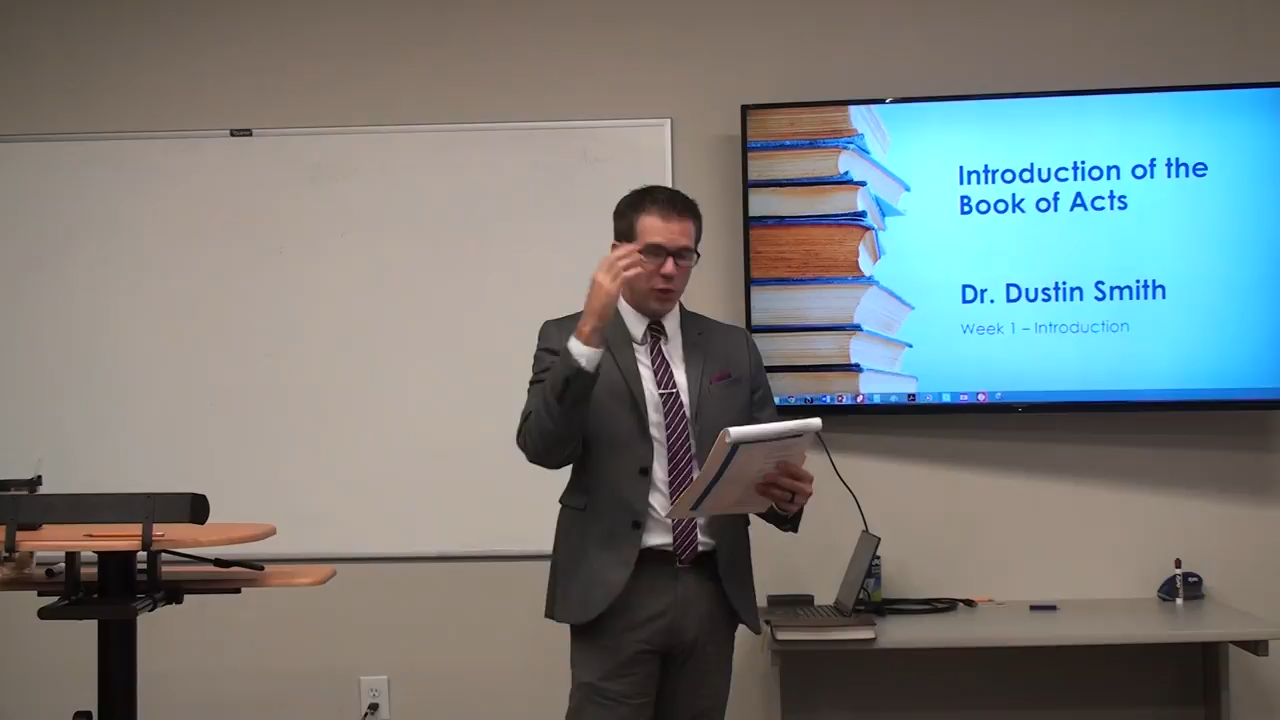 Introduction of the
Book of Acts
Dr. Dustin Smith
Week 1 – Introduction